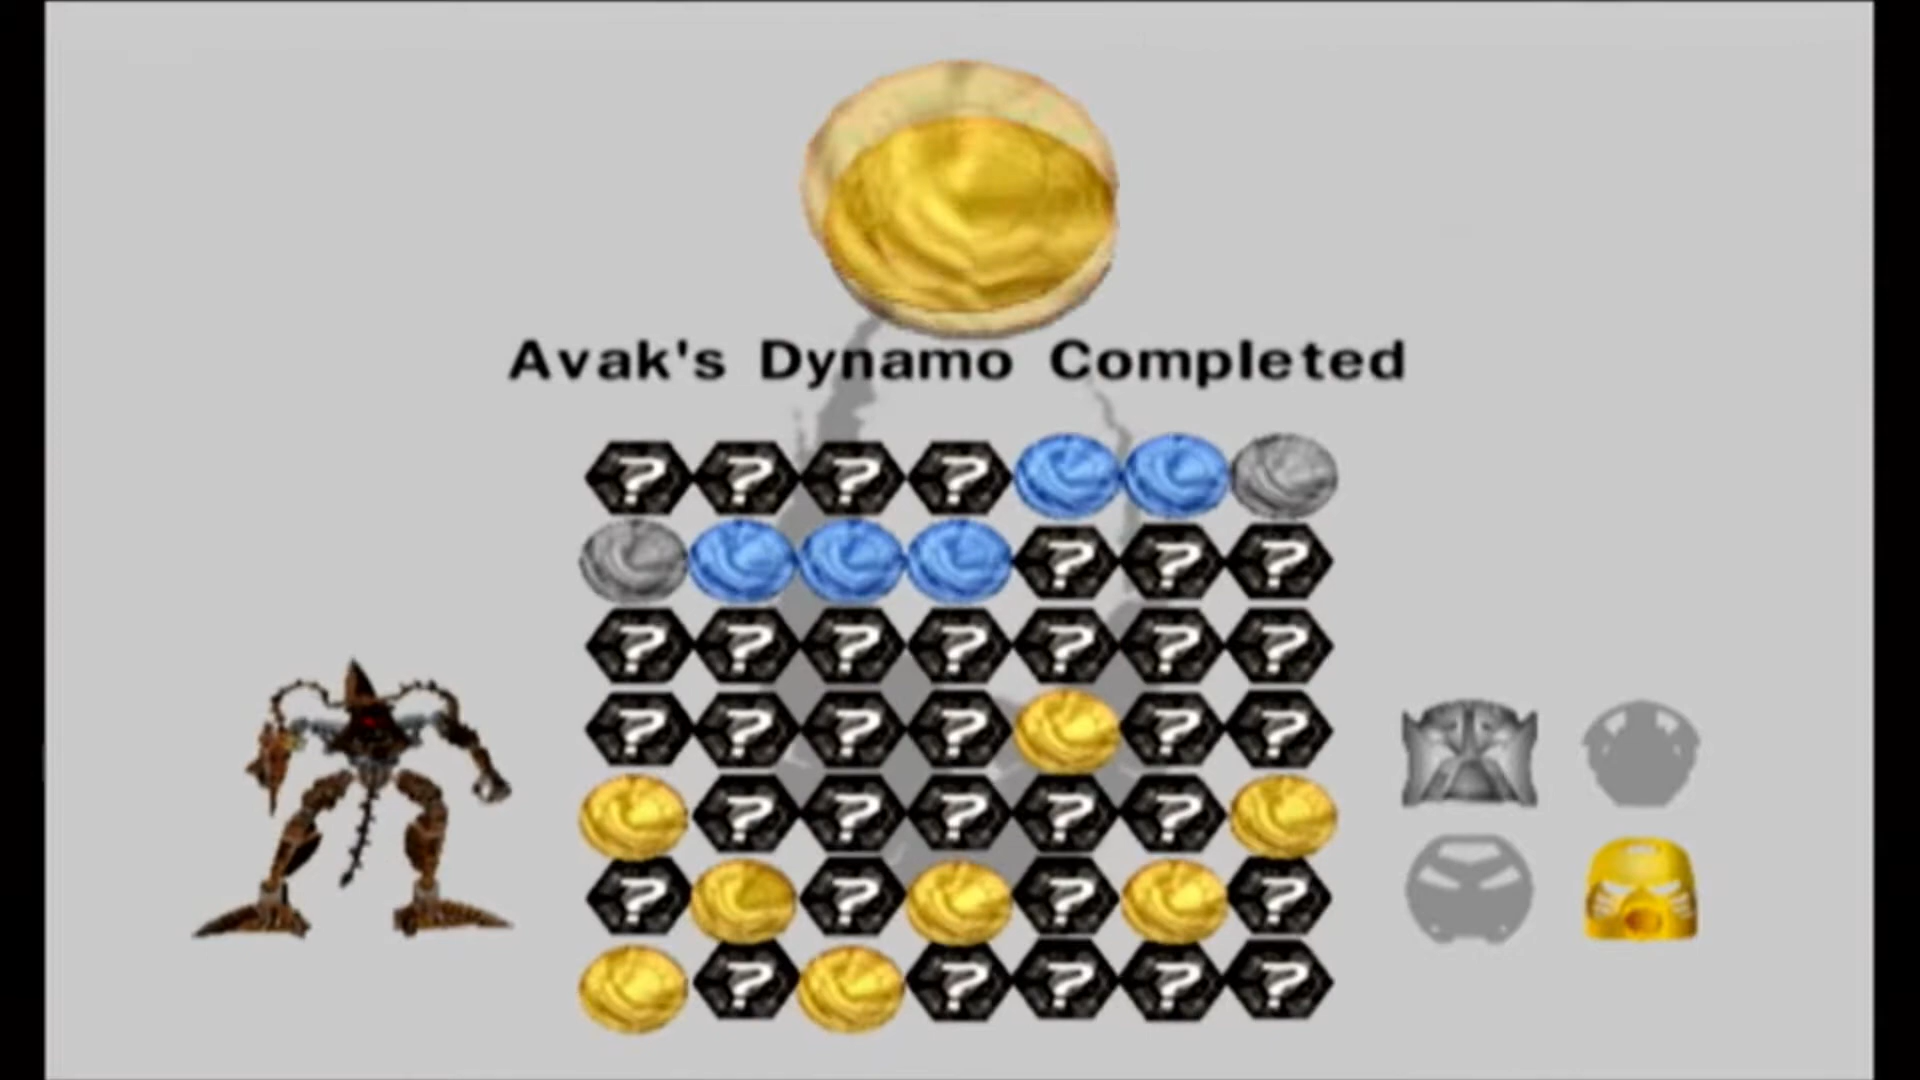 Avak's Dynamo Completed
? ? ? ?
? ? ?
? ? ? ? ? ? ?
? ? ? ? ? ?
? ? ? ? ?
? ? ? ?
? ? ? ? ?